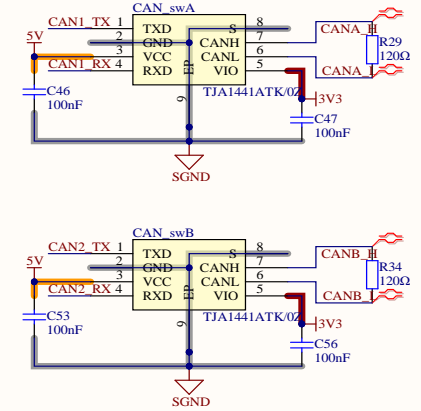 CAN_swA
CAN1_TX 1 TXD S 8 CANA_H
5V 2 GND CANH 7 R29
3 VCC CANL 6 120Ω
CAN1_RX 4 RXD EP VIO 5 CANA_L
9 TJA1441ATK/0Z
C46 3V3
100nF C47
100nF
SGND
CAN_swB
CAN2_TX 1 TXD S 8 CANB_H
5V 2 GND CANH 7 R34
3 VCC CANL 6 120Ω
CAN2_RX 4 RXD EP VIO 5 CANB_L
9 TJA1441ATK/0Z
C53 3V3
100nF C56
100nF
SGND